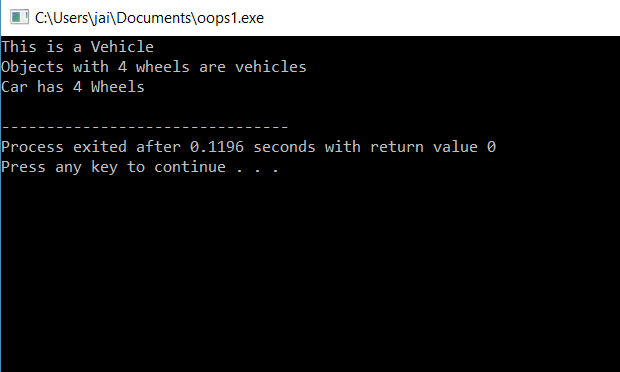 C:\Users\jai\Documents\oops1.exe
This is a Vehicle
Objects with 4 wheels are vehicles
Car has 4 Wheels
--------------------------------
Process exited after 0.1196 seconds with return value 0
Press any key to continue . . .